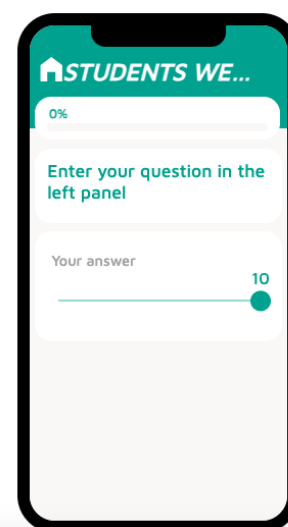 STUDENTS WE...
0%
Enter your question in the
left panel
Your answer
10